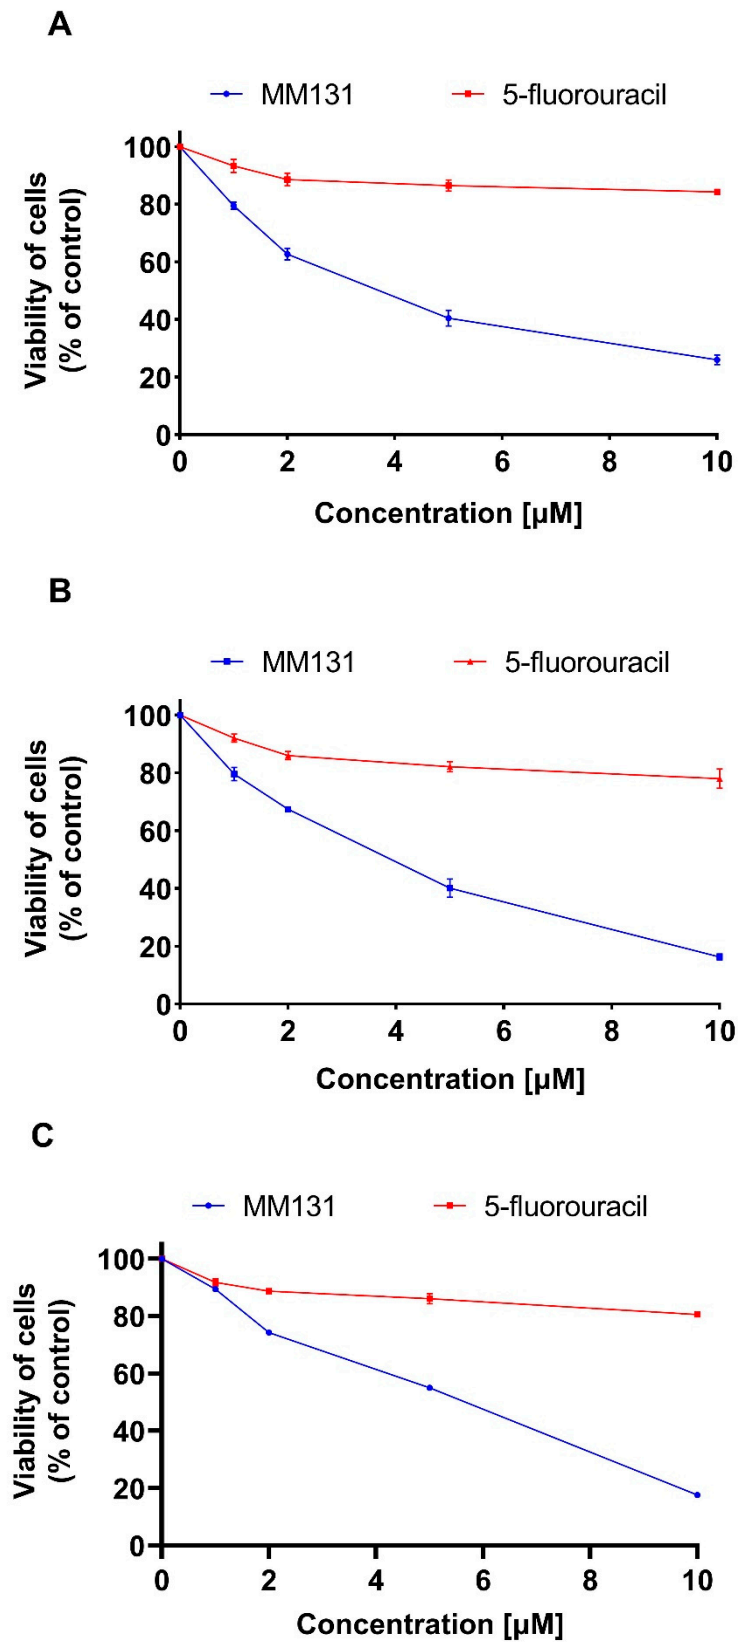 A
MM131 5-fluorouracil
Viability of cells
(% of control)
100
80
60
40
20
0
0 2 4 6 8 10
Concentration [µM]
B
MM131 5-fluorouracil
Viability of cells
(% of control)
100
80
60
40
20
0
0 2 4 6 8 10
Concentration [µM]
C
MM131 5-fluorouracil
Viability of cells
(% of control)
100
80
60
40
20
0
0 2 4 6 8 10
Concentration [µM]